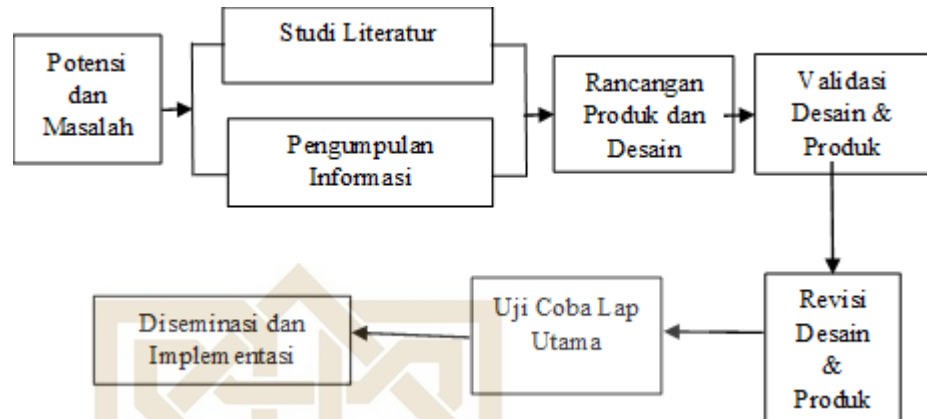 Potensi
dan
Masalah
Studi Literatur
Pengumpulan
Informasi
Rancangan
Produk dan
Desain
Validasi
Desain &
Produk
Revisi
Desain
&
Produk
Uji Coba Lap
Utama
Diseminasi dan
Implementasi